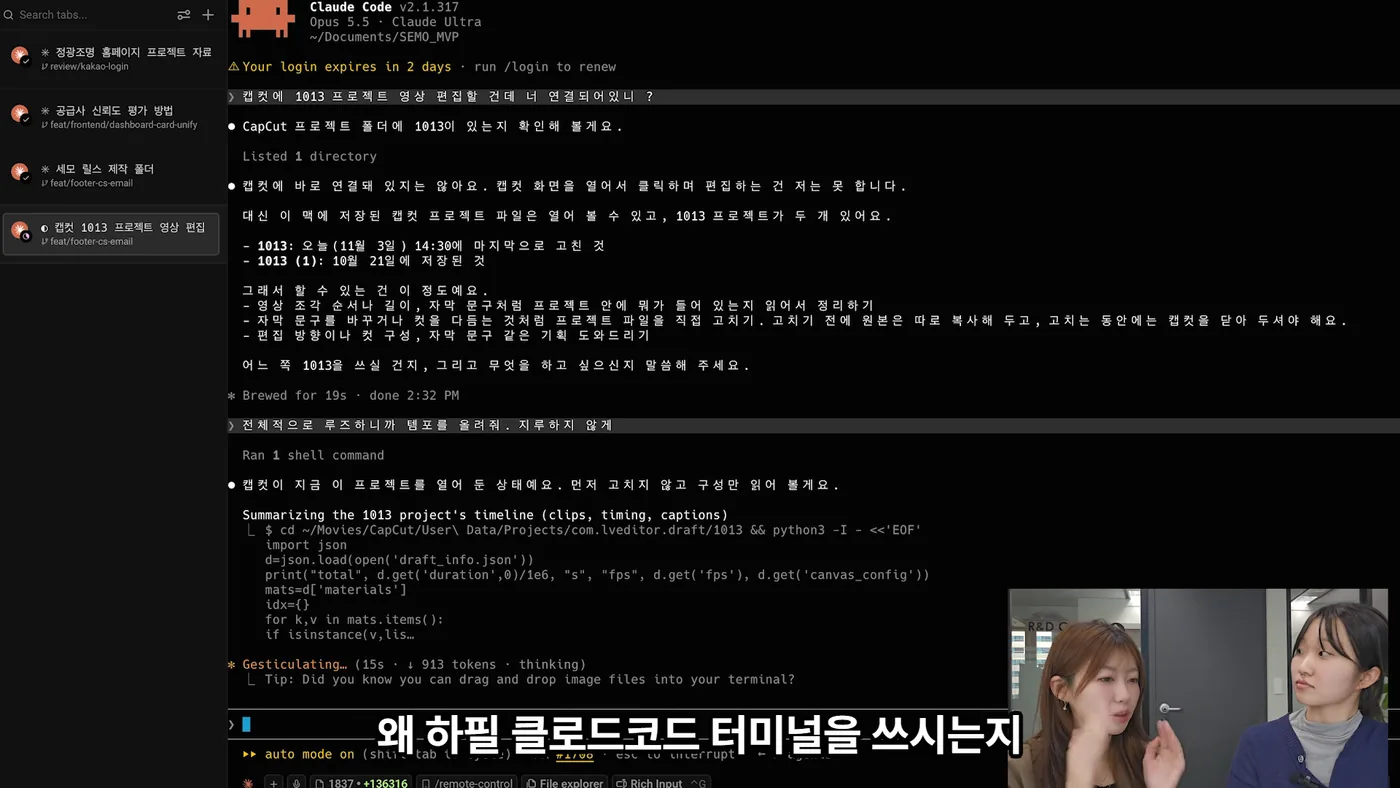 Search tabs...
정광조명 홈페이지 프로젝트 자료
review/kakao-login
공급사 신뢰도 평가 방법
feat/frontend/dashboard-card-unify
세모 릴스 제작 폴더
feat/footer-cs-email
캡컷 1013 프로젝트 영상 편집
feat/footer-cs-email
Claude Code v2.1.317
Opus 5.5 · Claude Ultra
~/Documents/SEMO_MVP
⚠Your login expires in 2 days · run /login to renew
❯ 캡컷에 1013 프로젝트 영상 편집할 건데 너 연결되어있니 ?
● CapCut 프로젝트 폴더에 1013이 있는지 확인해 볼게요.
Listed 1 directory
● 캡컷에 바로 연결돼 있지는 않아요. 캡컷 화면을 열어서 클릭하며 편집하는 건 저는 못 합니다.
대신 이 맥에 저장된 캡컷 프로젝트 파일은 열어 볼 수 있고, 1013 프로젝트가 두 개 있어요.
- 1013: 오늘(11월 3일) 14:30에 마지막으로 고친 것
- 1013 (1): 10월 21일에 저장된 것
그래서 할 수 있는 건 이 정도예요.
- 영상 조각 순서나 길이, 자막 문구처럼 프로젝트 안에 뭐가 들어 있는지 읽어서 정리하기
- 자막 문구를 바꾸거나 컷을 다듬는 것처럼 프로젝트 파일을 직접 고치기. 고치기 전에 원본은 따로 복사해 두고, 고치는 동안에는 캡컷을 닫아 두셔야 해요.
- 편집 방향이나 컷 구성, 자막 문구 같은 기획 도와드리기
어느 쪽 1013을 쓰실 건지, 그리고 무엇을 하고 싶으신지 말씀해 주세요.
✻ Brewed for 19s · done 2:32 PM
❯ 전체적으로 루즈하니까 템포를 올려줘. 지루하지 않게
Ran 1 shell command
● 캡컷이 지금 이 프로젝트를 열어 둔 상태예요. 먼저 고치지 않고 구성만 읽어 볼게요.
Summarizing the 1013 project's timeline (clips, timing, captions)
$ cd ~/Movies/CapCut/User\ Data/Projects/com.lveditor.draft/1013 && python3 -I - <<'EOF'
import json
d=json.load(open('draft_info.json'))
print("total", d.get('duration',0)/1e6, "s", "fps", d.get('fps'), d.get('canvas_config'))
mats=d['materials']
idx={}
for k,v in mats.items():
if isinstance(v,lis…
✻ Gesticulating… (15s · ↓ 913 tokens · thinking)
Tip: Did you know you can drag and drop image files into your terminal?
R&D
왜 하필 클로드코드 터미널을 쓰시는지
auto mode on (shift tab #1708 esc to interrupt
1837 • +136316 /remote-control File explorer Rich Input ^G